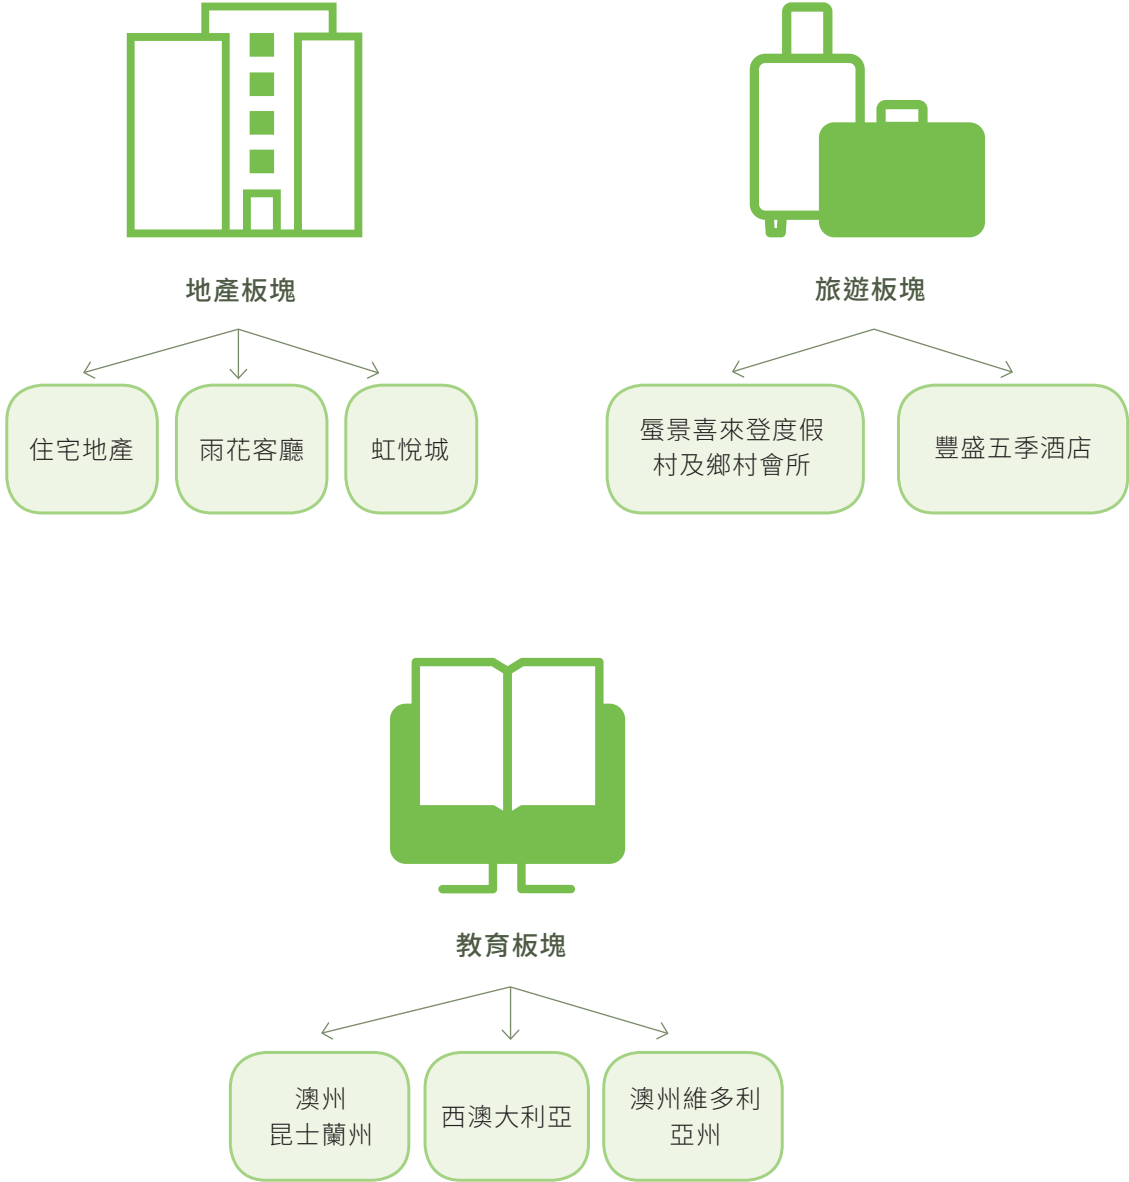 地產板塊
旅遊板塊
住宅地產
雨花客廳
虹悅城
蜃景喜來登度假
村及鄉村會所
豐盛五季酒店
教育板塊
澳州
昆士蘭州
西澳大利亞
澳州維多利
亞州